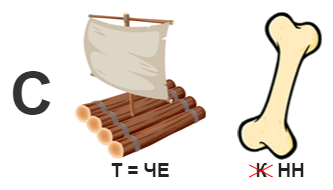 С
Т = ЧЕ
К НН